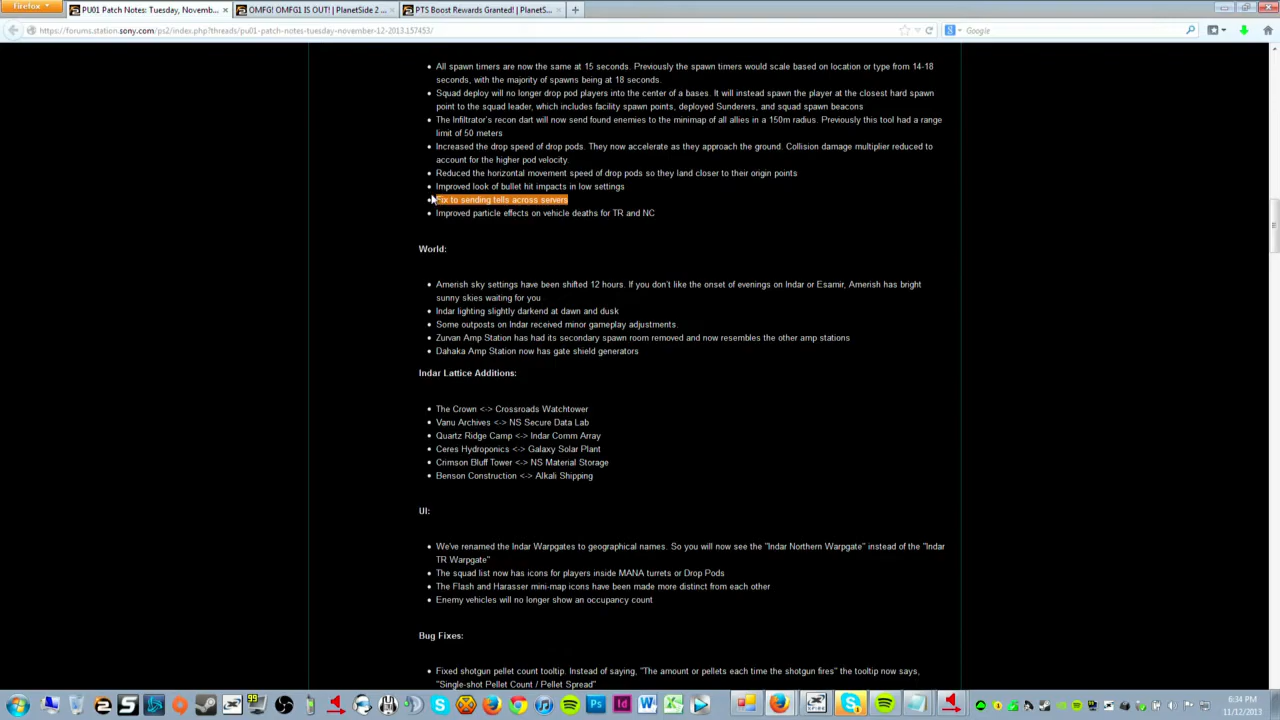 Firefox
PU01 Patch Notes: Tuesday, Novemb...
OMFG! OMFG1 IS OUT! | PlanetSide 2 ...
PTS Boost Rewards Granted! | PlanetS...
https://forums.station.sony.com/ps2/index.php?threads/pu01-patch-notes-tuesday-november-12-2013.157453/
Google
All spawn timers are now the same at 15 seconds. Previously the spawn timers would scale based on location or type from 14-18
seconds, with the majority of spawns being at 18 seconds.
Squad deploy will no longer drop pod players into the center of a bases. It will instead spawn the player at the closest hard spawn
point to the squad leader, which includes facility spawn points, deployed Sunderers, and squad spawn beacons
The Infiltrator's recon dart will now send found enemies to the minimap of all allies in a 150m radius. Previously this tool had a range
limit of 50 meters
Increased the drop speed of drop pods. They now accelerate as they approach the ground. Collision damage multiplier reduced to
account for the higher pod velocity.
Reduced the horizontal movement speed of drop pods so they land closer to their origin points
Improved look of bullet hit impacts in low settings
Fix to sending tells across servers
Improved particle effects on vehicle deaths for TR and NC
World:
Amerish sky settings have been shifted 12 hours. If you don't like the onset of evenings on Indar or Esamir, Amerish has bright
sunny skies waiting for you
Indar lighting slightly darkend at dawn and dusk
Some outposts on Indar received minor gameplay adjustments.
Zurvan Amp Station has had its secondary spawn room removed and now resembles the other amp stations
Dahaka Amp Station now has gate shield generators
Indar Lattice Additions:
The Crown <-> Crossroads Watchtower
Vanu Archives <-> NS Secure Data Lab
Quartz Ridge Camp <-> Indar Comm Array
Ceres Hydroponics <-> Galaxy Solar Plant
Crimson Bluff Tower <-> NS Material Storage
Benson Construction <-> Alkali Shipping
UI:
We've renamed the Indar Warpgates to geographical names. So you will now see the "Indar Northern Warpgate" instead of the "Indar
TR Warpgate"
The squad list now has icons for players inside MANA turrets or Drop Pods
The Flash and Harasser mini-map icons have been made more distinct from each other
Enemy vehicles will no longer show an occupancy count
Bug Fixes:
Fixed shotgun pellet count tooltip. Instead of saying, "The amount or pellets each time the shotgun fires" the tooltip now says,
"Single-shot Pellet Count / Pellet Spread"
6:34 PM
11/12/2013